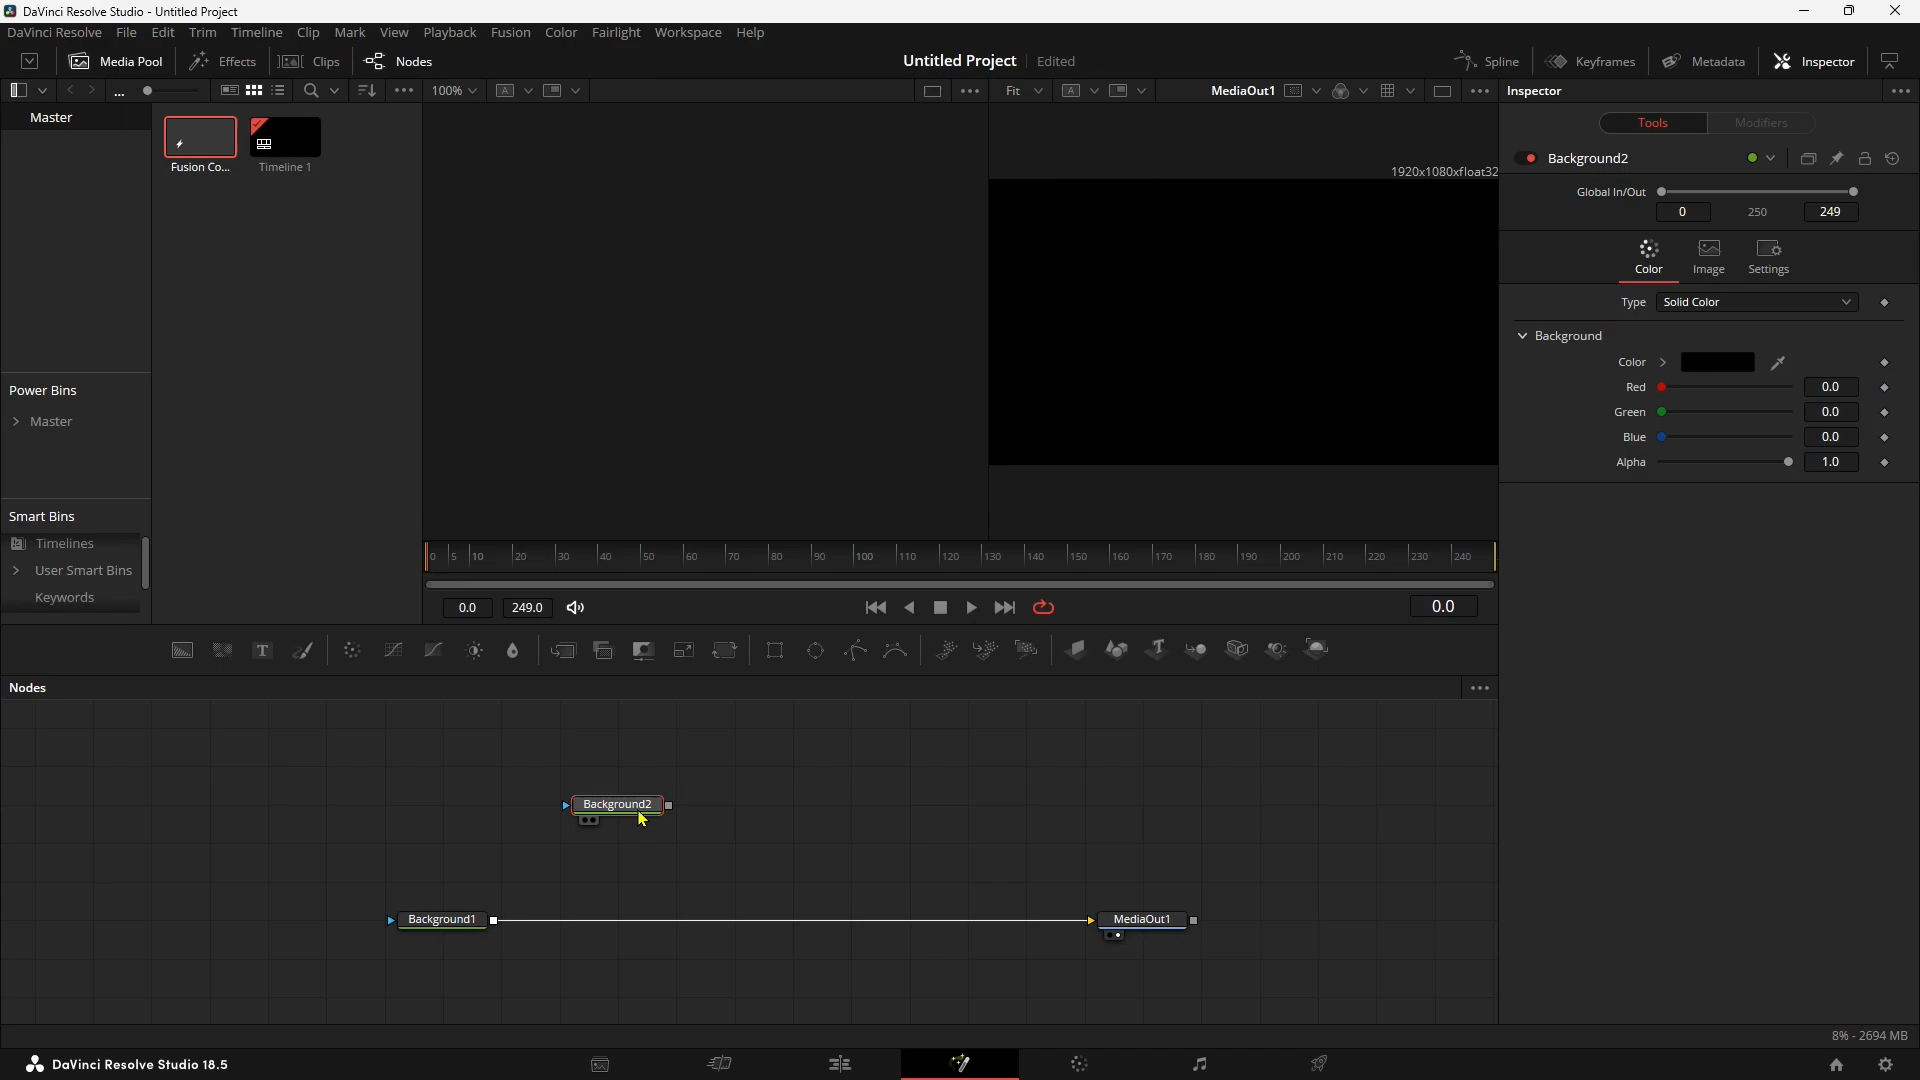 DaVinci Resolve Studio - Untitled Project
DaVinci Resolve File Edit Trim Timeline Clip Mark View Playback Fusion Color Fairlight Workspace Help
Media Pool Effects Clips Nodes Untitled Project Edited Spline Keyframes Metadata Inspector
... 100% A Fit A MediaOut1 Inspector
Master
Fusion Co... Timeline 1
1920x1080xfloat32
Tools Modifiers
Background2
Global In/Out
0 250 249
Color Image Settings
Type Solid Color
Background
Color
Red 0.0
Green 0.0
Blue 0.0
Alpha 1.0
Power Bins
Master
Smart Bins
Timelines
User Smart Bins
Keywords
0 5 10 20 30 40 50 60 70 80 90 100 110 120 130 140 150 160 170 180 190 200 210 220 230 240
0.0 249.0 0.0
T T
Nodes
Background2
Background1 MediaOut1
8% - 2694 MB
DaVinci Resolve Studio 18.5